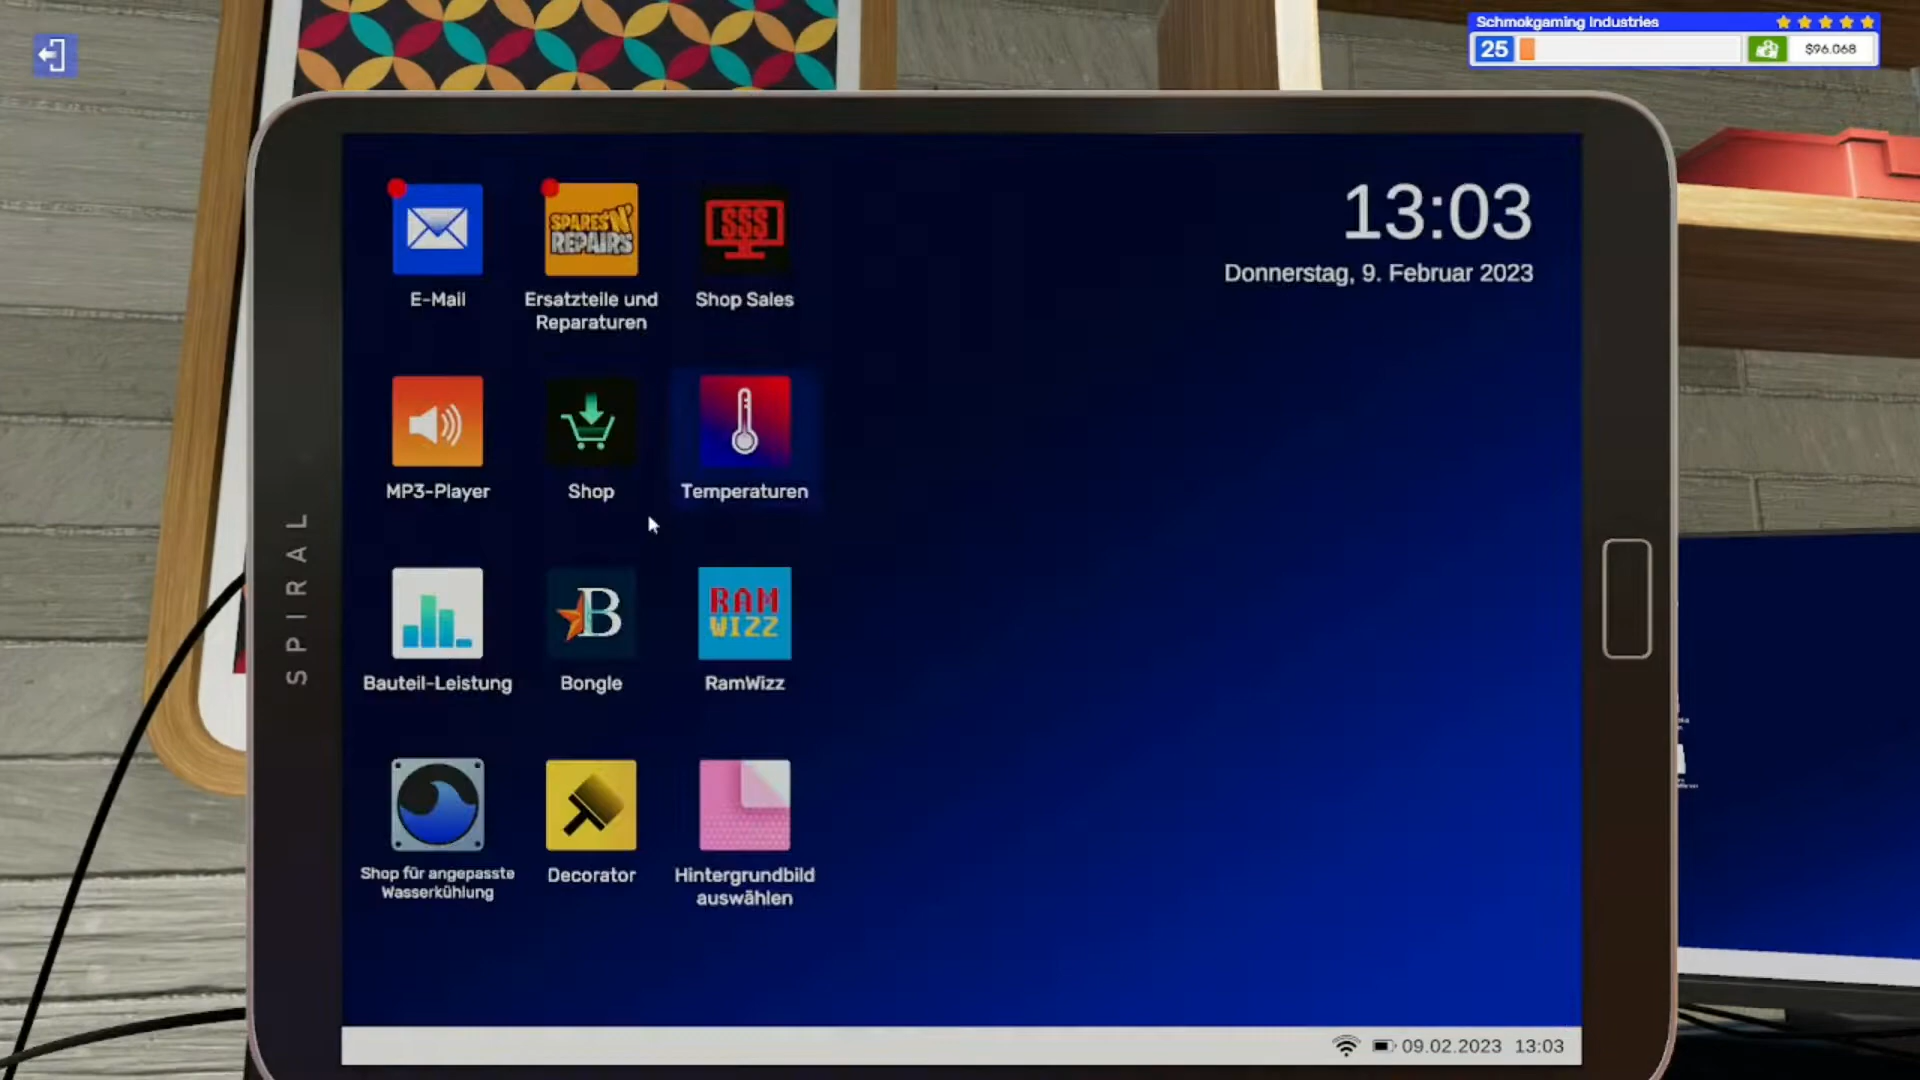 Schmokgaming Industries
25
$96.068
13:03
Donnerstag, 9. Februar 2023
SPARES N' REPAIRS
SSS
E-Mail
Ersatzteile und
Reparaturen
Shop Sales
MP3-Player
Shop
Temperaturen
SPIRAL
B
RAM
WIZZ
Bauteil-Leistung
Bongle
RamWizz
Shop für angepasste
Wasserkühlung
Decorator
Hintergrundbild
auswählen
09.02.2023 13:03